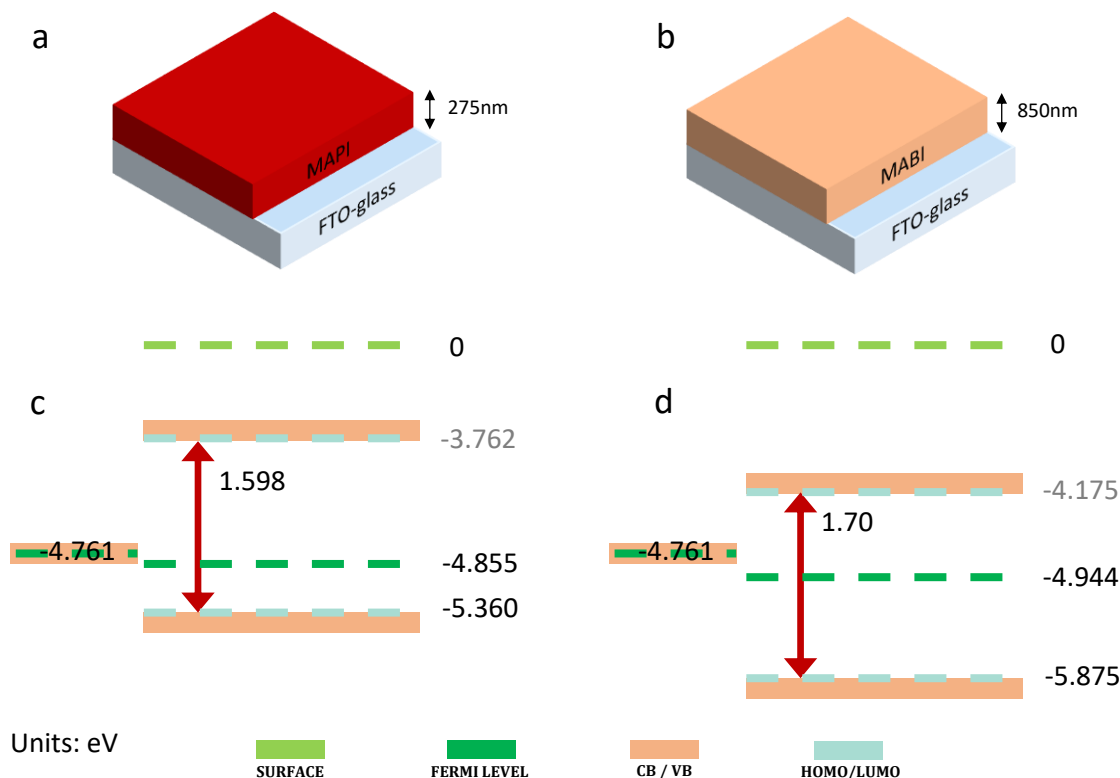 a
275nm
MAPI
FTO-glass
b
850nm
MABI
FTO-glass
0
c
-3.762
1.598
-4.761
-4.855
-5.360
0
d
-4.175
1.70
-4.761
-4.944
-5.875
Units: eV
SURFACE
FERMI LEVEL
CB / VB
HOMO/LUMO